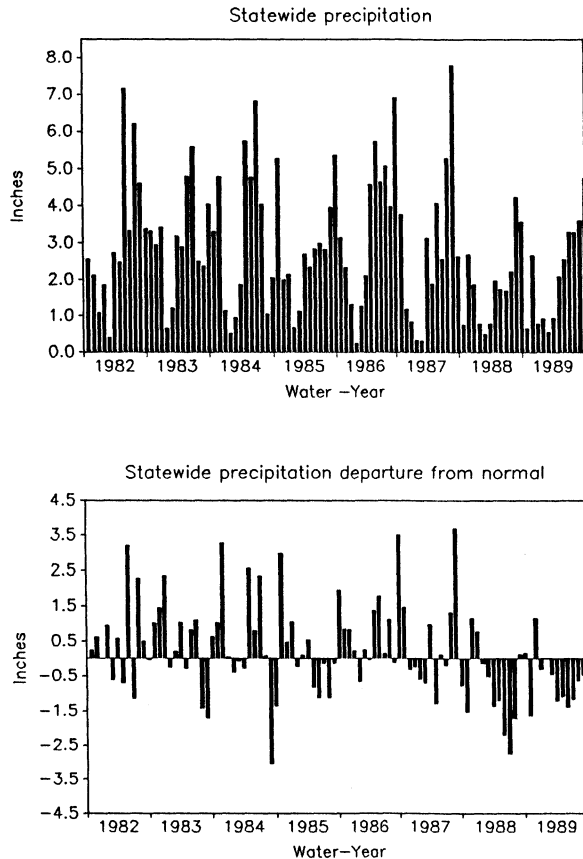 Statewide precipitation
8.0
7.0
6.0
5.0
4.0
3.0
2.0
1.0
0.0
Inches
1982 1983 1984 1985 1986 1987 1988 1989
Water -Year
Statewide precipitation departure from normal
4.5
3.5
2.5
1.5
0.5
-0.5
-1.5
-2.5
-3.5
-4.5
Inches
1982 1983 1984 1985 1986 1987 1988 1989
Water-Year